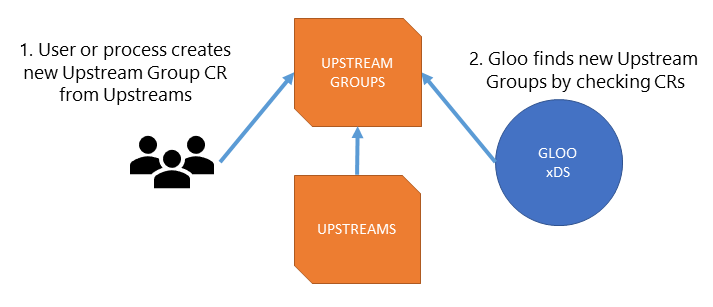 1. User or process creates
new Upstream Group CR
from Upstreams
UPSTREAM
GROUPS
2. Gloo finds new Upstream
Groups by checking CRs
GLOO
xDS
UPSTREAMS